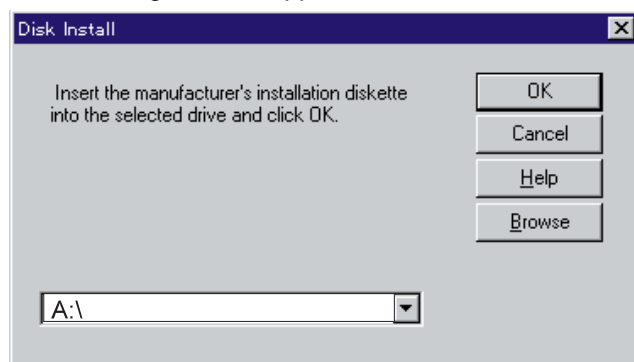 Disk Install
Insert the manufacturer's installation diskette
into the selected drive and click OK.
OK
Cancel
Help
Browse
A:\